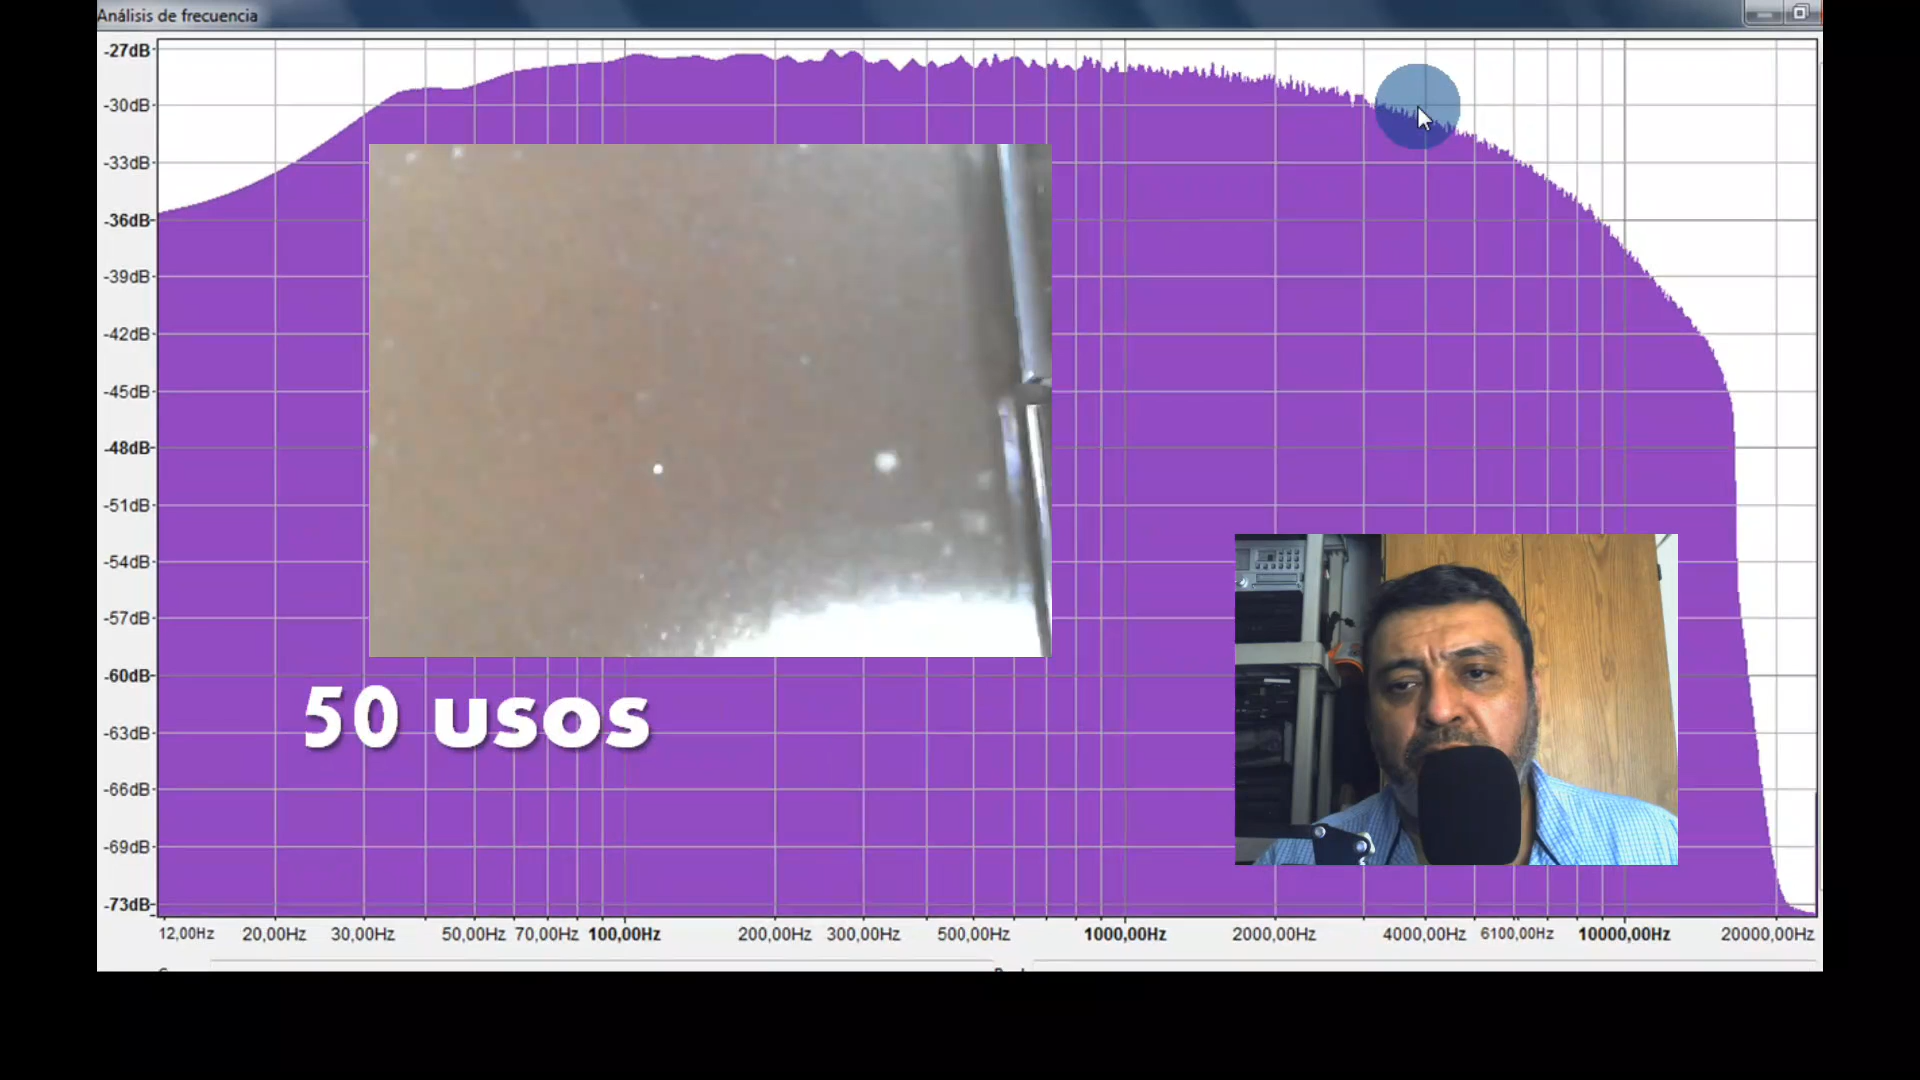 Análisis de frecuencia
-27dB
-30dB
-33dB
-36dB
-39dB
-42dB
-45dB
-48dB
-51dB
-54dB
-57dB
-60dB
50 usos
-63dB
-66dB
-69dB
-73dB
12,00Hz 20,00Hz 30,00Hz 50,00Hz 70,00Hz 100,00Hz 200,00Hz 300,00Hz 500,00Hz 1000,00Hz 2000,00Hz 4000,00Hz 6100,00Hz 10000,00Hz 20000,00Hz